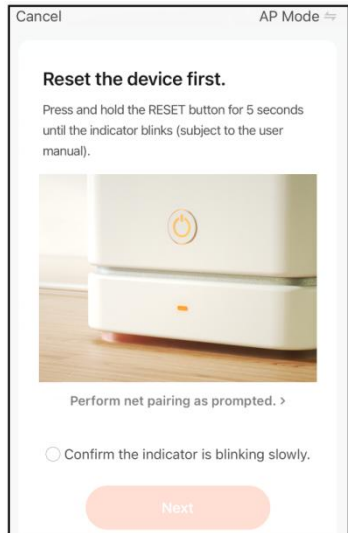 Cancel AP Mode
Reset the device first.
Press and hold the RESET button for 5 seconds
until the indicator blinks (subject to the user
manual).
Perform net pairing as prompted. >
Confirm the indicator is blinking slowly.
Next